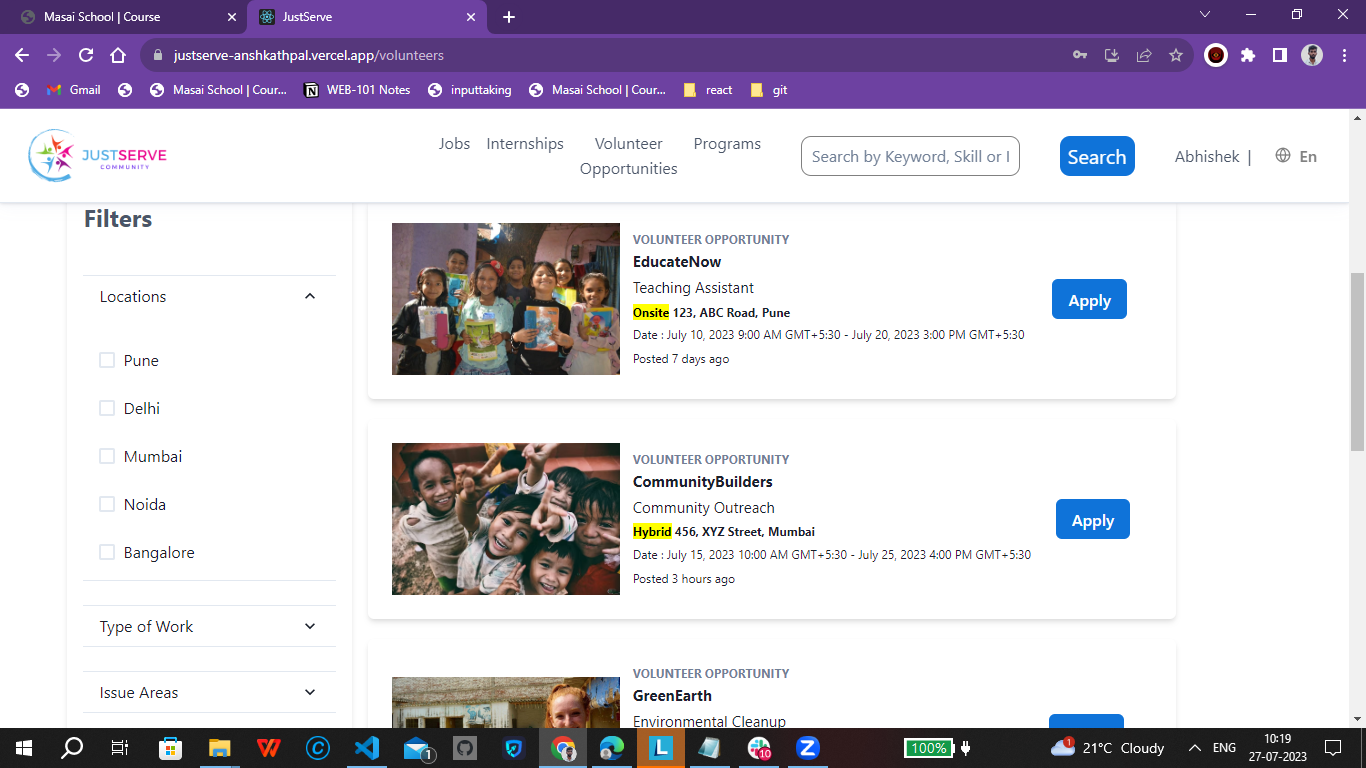 Masai School | Course
JustServe
justserve-anshkathpal.vercel.app/volunteers
Gmail
Masai School | Cour...
WEB-101 Notes
inputtaking
Masai School | Cour...
react
git
JUSTSERVE
COMMUNITY
Jobs
Internships
Volunteer
Opportunities
Programs
Search by Keyword, Skill or I
Search
Abhishek |
En
Filters
Locations
Pune
Delhi
Mumbai
Noida
Bangalore
Type of Work
Issue Areas
VOLUNTEER OPPORTUNITY
EducateNow
Teaching Assistant
Onsite 123, ABC Road, Pune
Date : July 10, 2023 9:00 AM GMT+5:30 - July 20, 2023 3:00 PM GMT+5:30
Posted 7 days ago
Apply
VOLUNTEER OPPORTUNITY
CommunityBuilders
Community Outreach
Hybrid 456, XYZ Street, Mumbai
Date : July 15, 2023 10:00 AM GMT+5:30 - July 25, 2023 4:00 PM GMT+5:30
Posted 3 hours ago
Apply
VOLUNTEER OPPORTUNITY
GreenEarth
Environmental Cleanup
1
10
100%
1
21°C Cloudy
ENG
10:19
27-07-2023